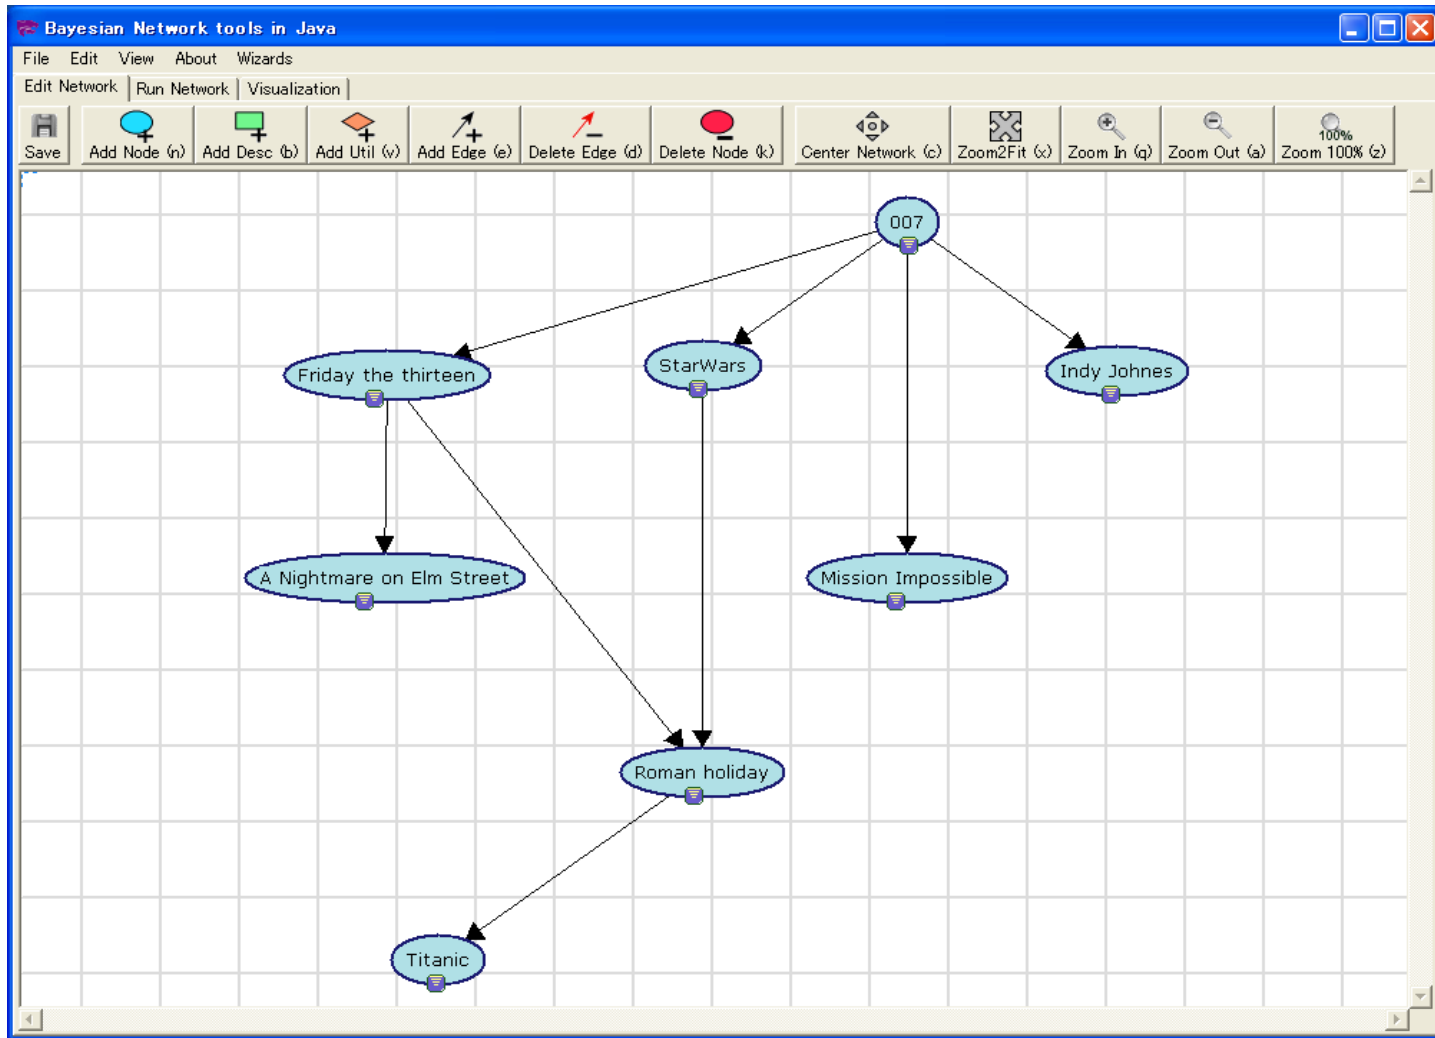 Bayesian Network tools in Java
File Edit View About Wizards
Edit Network Run Network Visualization
Save Add Node (n) Add Desc (b) Add Util (v) Add Edge (e) Delete Edge (d) Delete Node (k) Center Network (c) Zoom2Fit (x) Zoom In (q) Zoom Out (a) 100% Zoom 100% (z)
007
Friday the thirteen
StarWars
Indy Johnes
A Nightmare on Elm Street
Mission Impossible
Roman holiday
Titanic